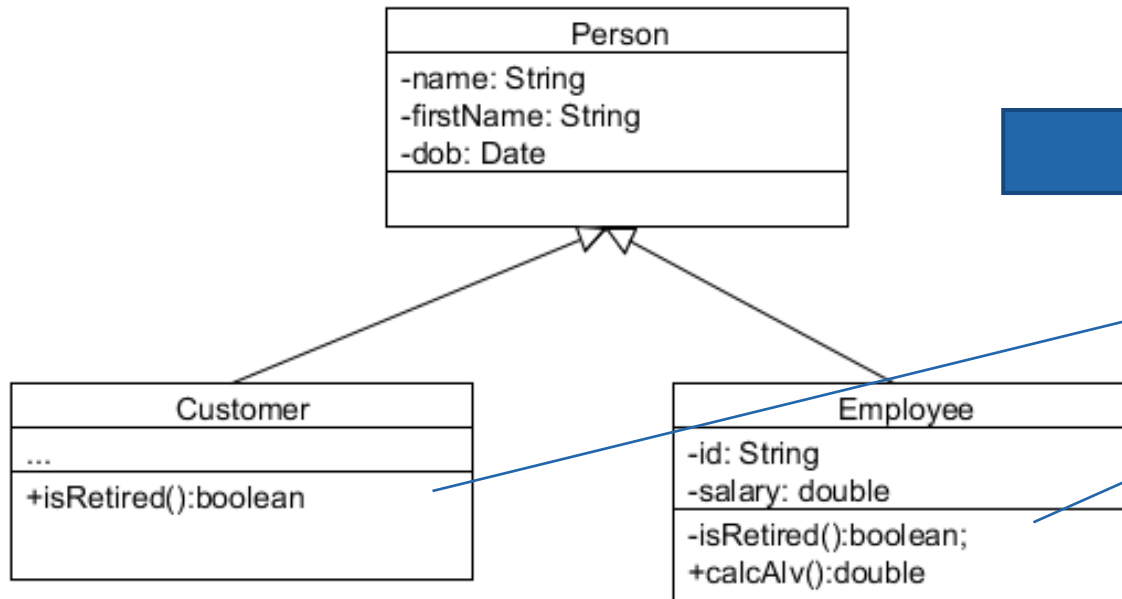 Person
-name: String
-firstName: String
-dob: Date
Customer
...
+isRetired():boolean
Employee
-id: String
-salary: double
-isRetired():boolean;
+calcAlv():double